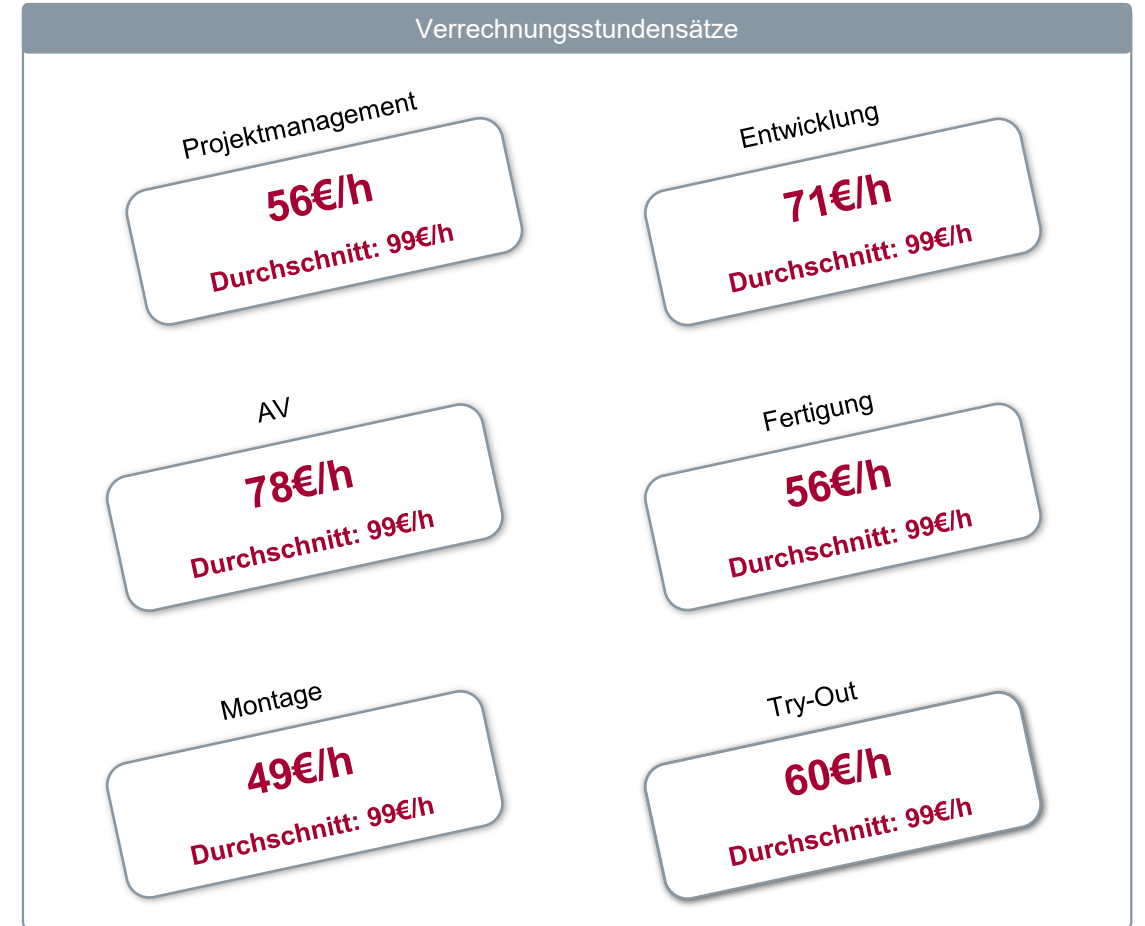 Verrechnungsstundensätze
Projektmanagement
56€/h
Durchschnitt: 99€/h
Entwicklung
71€/h
Durchschnitt: 99€/h
AV
78€/h
Durchschnitt: 99€/h
Fertigung
56€/h
Durchschnitt: 99€/h
Montage
49€/h
Durchschnitt: 99€/h
Try-Out
60€/h
Durchschnitt: 99€/h